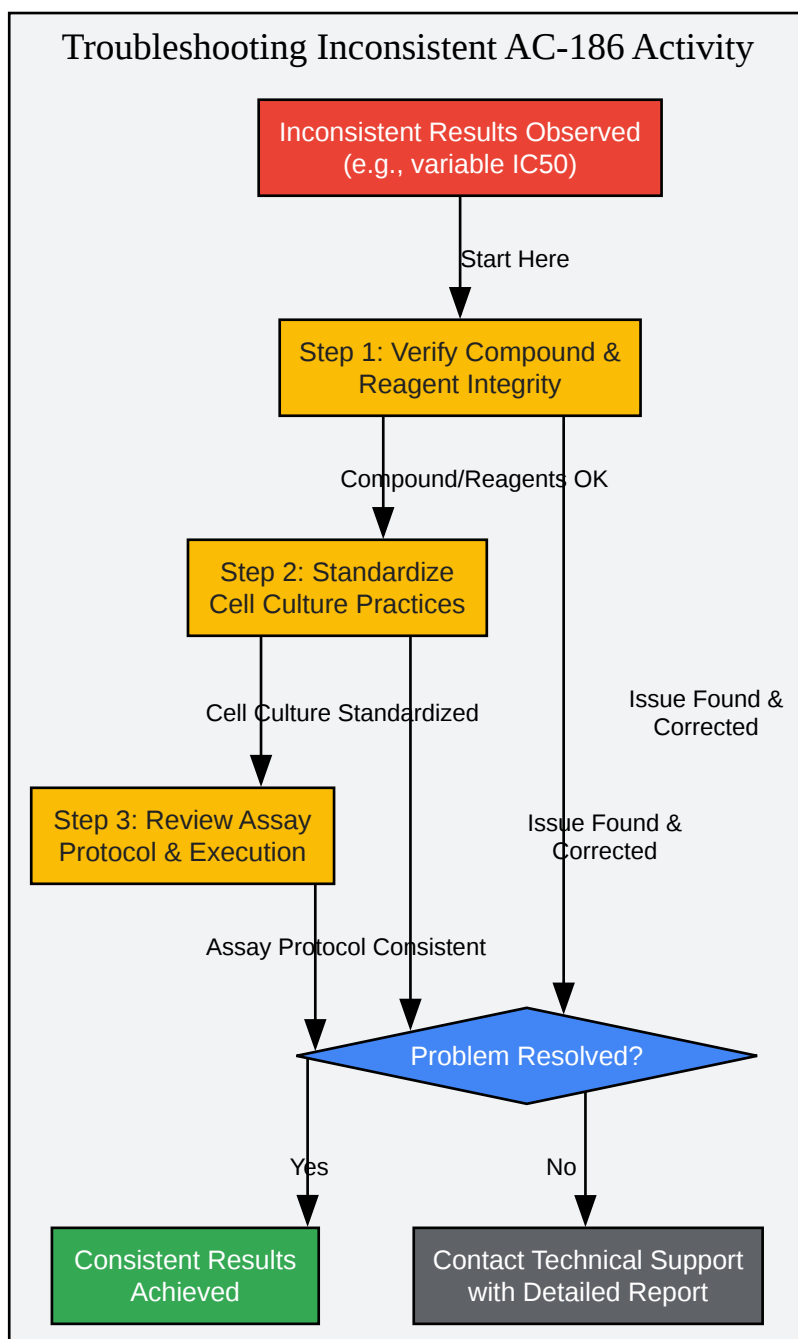 Troubleshooting Inconsistent AC-186 Activity
Inconsistent Results Observed
(e.g., variable IC50)
Start Here
Step 1: Verify Compound &
Reagent Integrity
Compound/Reagents OK
Step 2: Standardize
Cell Culture Practices
Issue Found &
Corrected
Cell Culture Standardized
Step 3: Review Assay
Protocol & Execution
Issue Found &
Corrected
Assay Protocol Consistent
Problem Resolved?
Yes
No
Consistent Results
Achieved
Contact Technical Support
with Detailed Report